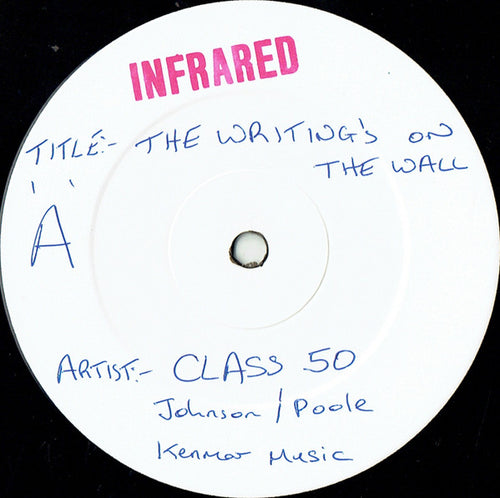 INFRARED
TITLE:- THE WRITING'S ON
THE WALL
'A'
ARTIST:- CLASS 50
Johnson / Poole
Kenmar Music